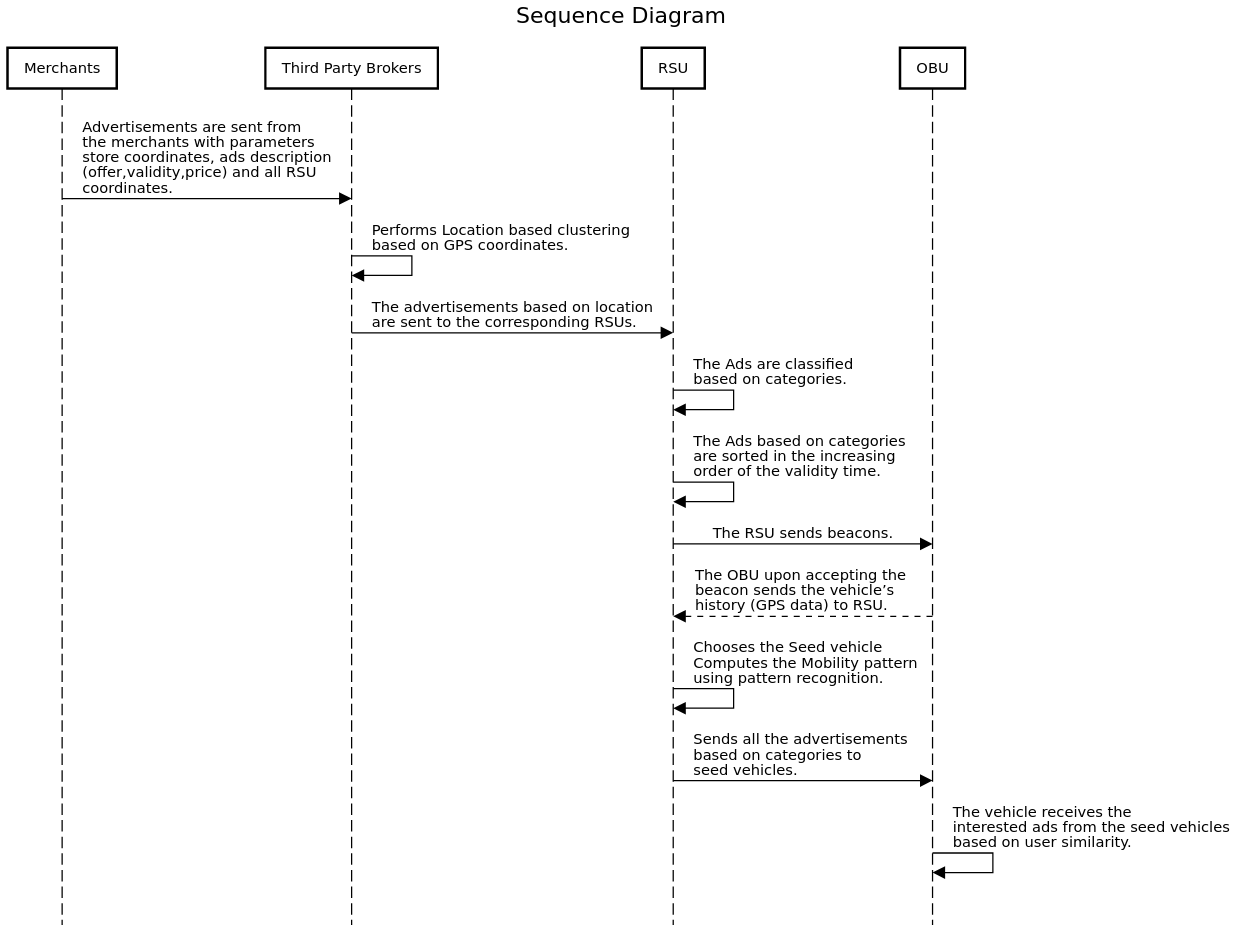 Sequence Diagram
Merchants
Third Party Brokers
RSU
OBU
Advertisements are sent from
the merchants with parameters
store coordinates, ads description
(offer,validity,price) and all RSU
coordinates.
Performs Location based clustering
based on GPS coordinates.
The advertisements based on location
are sent to the corresponding RSUs.
The Ads are classified
based on categories.
The Ads based on categories
are sorted in the increasing
order of the validity time.
The RSU sends beacons.
The OBU upon accepting the
beacon sends the vehicle’s
history (GPS data) to RSU.
Chooses the Seed vehicle
Computes the Mobility pattern
using pattern recognition.
Sends all the advertisements
based on categories to
seed vehicles.
The vehicle receives the
interested ads from the seed vehicles
based on user similarity.